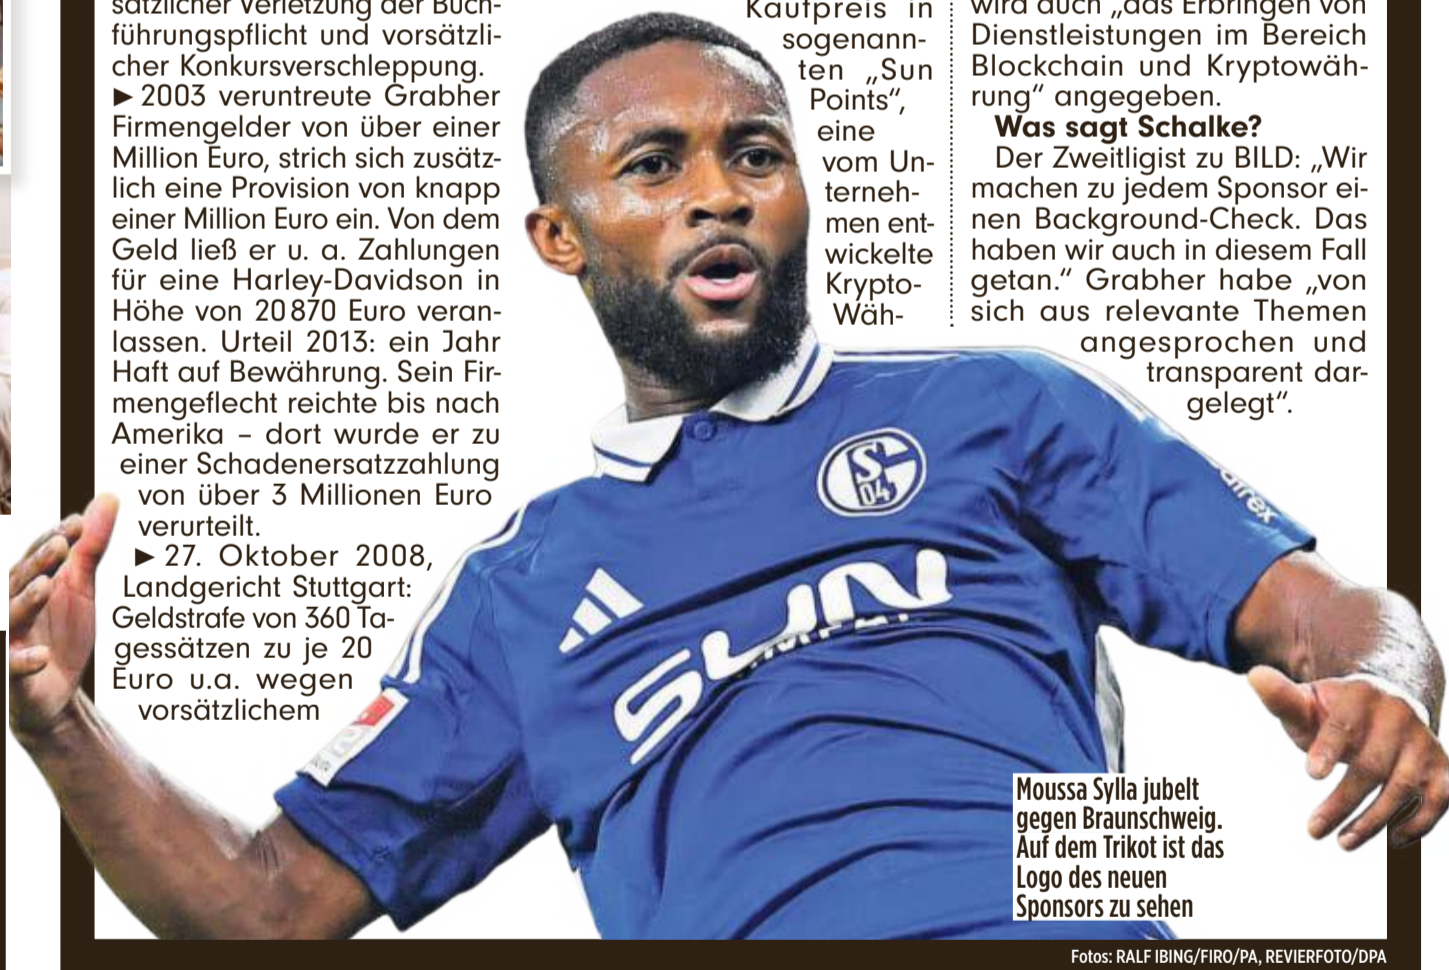 sätzlicher Verletzung der Buch-
führungspflicht und vorsätzli-
cher Konkursverschleppung.
▶ 2003 veruntreute Grabher
Firmengelder von über einer
Million Euro, strich sich zusätz-
lich eine Provision von knapp
einer Million Euro ein. Von dem
Geld ließ er u. a. Zahlungen
für eine Harley-Davidson in
Höhe von 20 870 Euro veran-
lassen. Urteil 2013: ein Jahr
Haft auf Bewährung. Sein Fir-
mengeflecht reichte bis nach
Amerika – dort wurde er zu
einer Schadenersatzzahlung
von über 3 Millionen Euro
verurteilt.
▶ 27. Oktober 2008,
Landgericht Stuttgart:
Geldstrafe von 360 Ta-
gessätzen zu je 20
Euro u.a. wegen
vorsätzlichem
Kaufpreis in
sogenann-
ten „Sun
Points“,
eine
vom Un-
terneh-
men ent-
wickelte
Krypto-
Wäh-
wird auch „das Erbringen von
Dienstleistungen im Bereich
Blockchain und Kryptowäh-
rung“ angegeben.
Was sagt Schalke?
Der Zweitligist zu BILD: „Wir
machen zu jedem Sponsor ei-
nen Background-Check. Das
haben wir auch in diesem Fall
getan.“ Grabher habe „von
sich aus relevante Themen
angesprochen und
transparent dar-
gelegt“.
S
04
SUN
Moussa Sylla jubelt
gegen Braunschweig.
Auf dem Trikot ist das
Logo des neuen
Sponsors zu sehen
Fotos: RALF IBING/FIRO/PA, REVIERFOTO/DPA